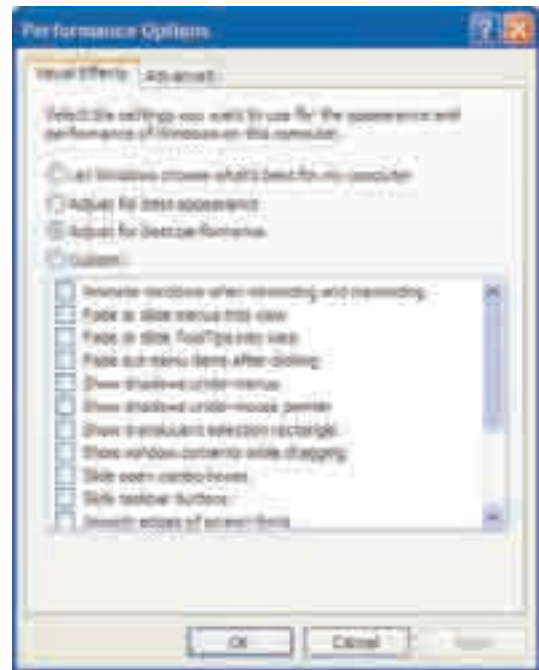 Performance Options
Visual Effects Advanced
Select the settings you want to use for the appearance and
performance of Windows on this computer.
Let Windows choose what's best for my computer
Adjust for best appearance
Adjust for best performance
Custom:
Animate windows when minimizing and maximizing
Fade or slide menus into view
Fade or slide ToolTips into view
Fade out menu items after clicking
Show shadows under menus
Show shadows under mouse pointer
Show translucent selection rectangle
Show window contents while dragging
Slide open combo boxes
Slide taskbar buttons
Smooth edges of screen fonts
OK Cancel Apply